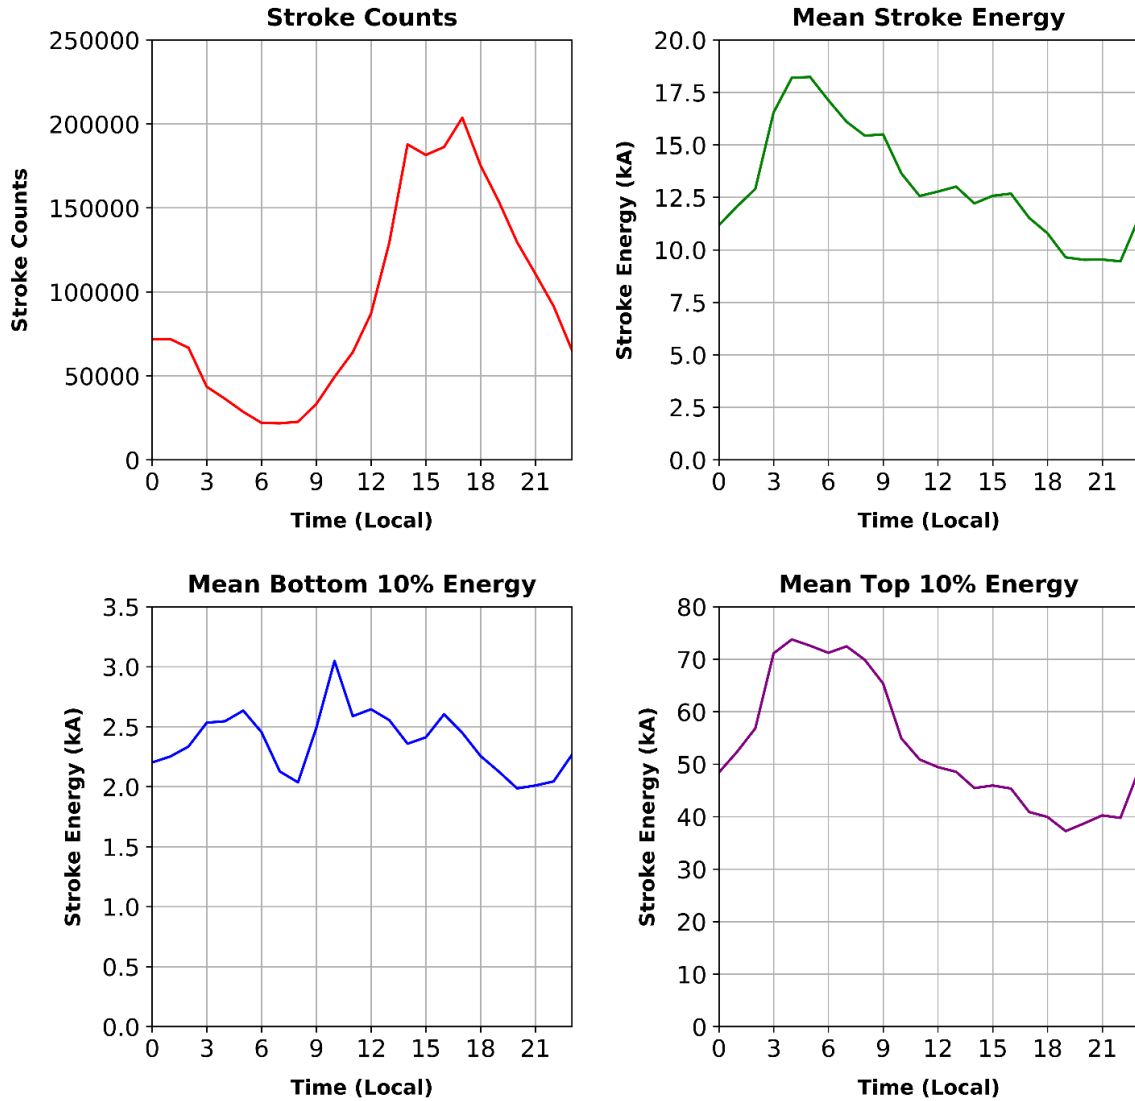 Stroke Counts
250000
200000
150000
100000
50000
0
Stroke Counts
0 3 6 9 12 15 18 21
Time (Local)
Mean Stroke Energy
20.0
17.5
15.0
12.5
10.0
7.5
5.0
2.5
0.0
Stroke Energy (kA)
0 3 6 9 12 15 18 21
Time (Local)
Mean Bottom 10% Energy
3.5
3.0
2.5
2.0
1.5
1.0
0.5
0.0
Stroke Energy (kA)
0 3 6 9 12 15 18 21
Time (Local)
Mean Top 10% Energy
80
70
60
50
40
30
20
10
0
Stroke Energy (kA)
0 3 6 9 12 15 18 21
Time (Local)